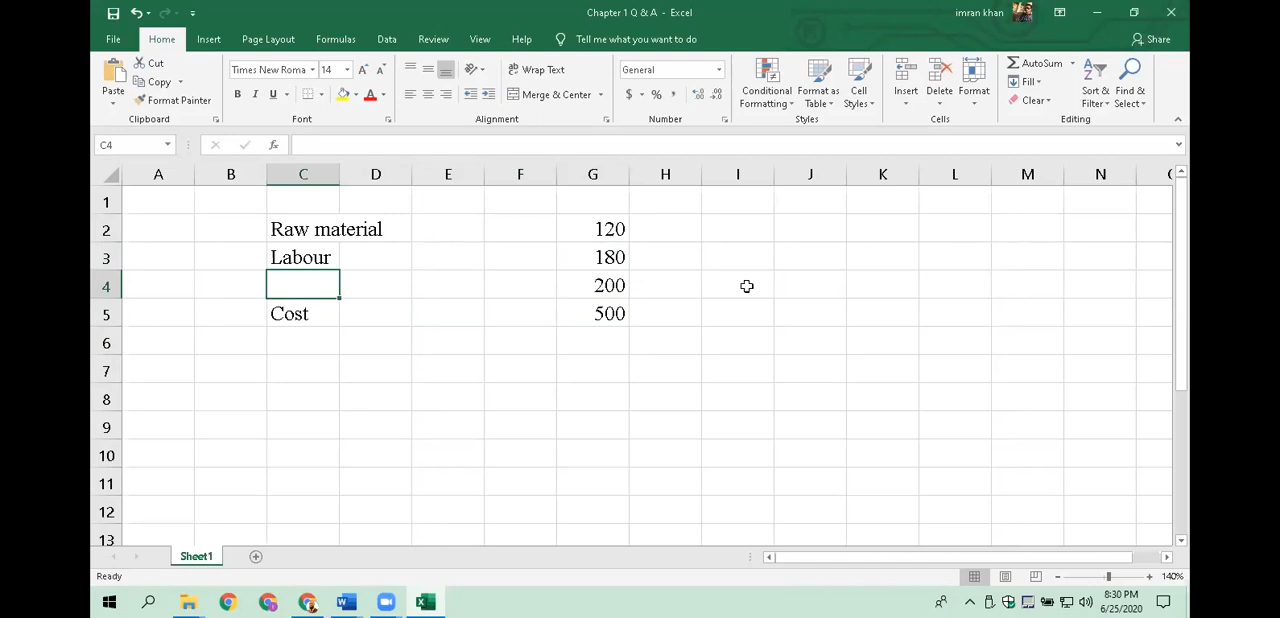 Chapter 1 Q & A - Excel
imran khan
File Home Insert Page Layout Formulas Data Review View Help Tell me what you want to do Share
Paste
Cut
Copy
Format Painter
Clipboard
Times New Roma 14
B I U
Font
Wrap Text
Merge & Center
Alignment
General
$ % ,
Number
Conditional Formatting
Format as Table
Cell Styles
Styles
Insert Delete Format
Cells
AutoSum
Fill
Clear
Sort & Filter
Find & Select
Editing
C4 fx
A B C D E F G H I J K L M N
1
2 Raw material 120
3 Labour 180
4 200
5 Cost 500
6
7
8
9
10
11
12
13
Sheet1
Ready 140%
8:30 PM
6/25/2020